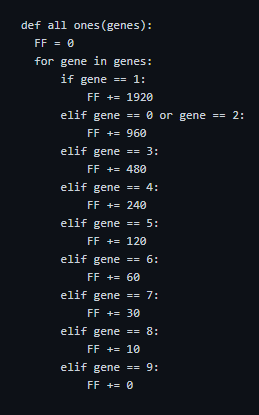 def all ones(genes):
  FF = 0
  for gene in genes:
      if gene == 1:
          FF += 1920
      elif gene == 0 or gene == 2:
          FF += 960
      elif gene == 3:
          FF += 480
      elif gene == 4:
          FF += 240
      elif gene == 5:
          FF += 120
      elif gene == 6:
          FF += 60
      elif gene == 7:
          FF += 30
      elif gene == 8:
          FF += 10
      elif gene == 9:
          FF += 0